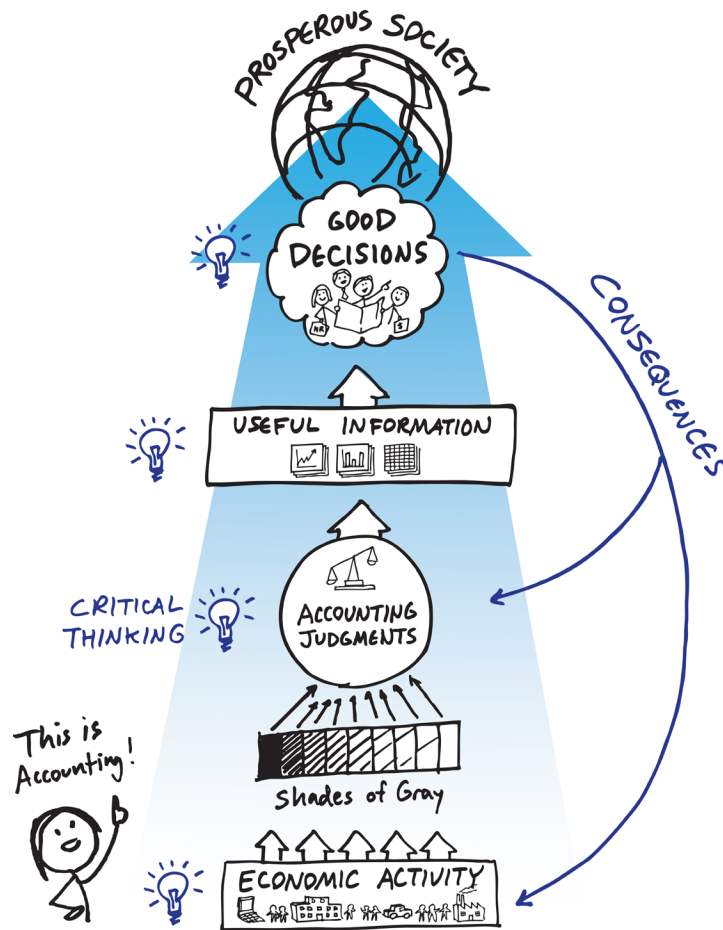 PROSPEROUS SOCIETY
GOOD
DECISIONS
HR
$
CONSEQUENCES
USEFUL INFORMATION
CRITICAL
THINKING
ACCOUNTING
JUDGMENTS
This is
Accounting!
Shades of Gray
ECONOMIC ACTIVITY